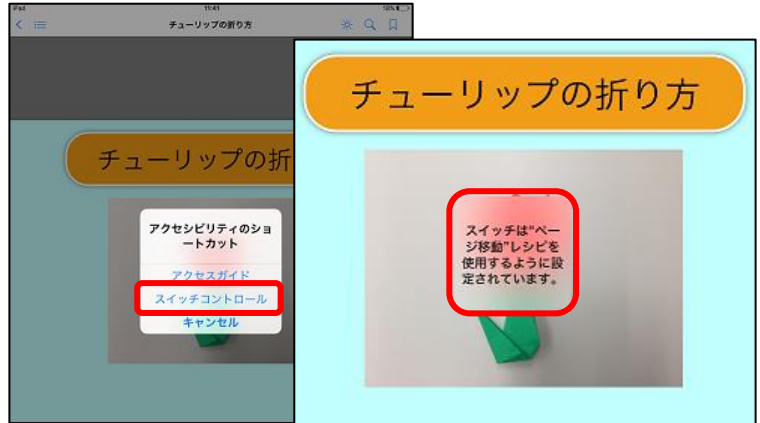 iPad
11:41
チューリップの折り方
チューリップの折
アクセシビリティのショ
ートカット
アクセスガイド
スイッチコントロール
キャンセル
チューリップの折り方
スイッチは"ペー
ジ移動"レシピを
使用するように設
定されています。